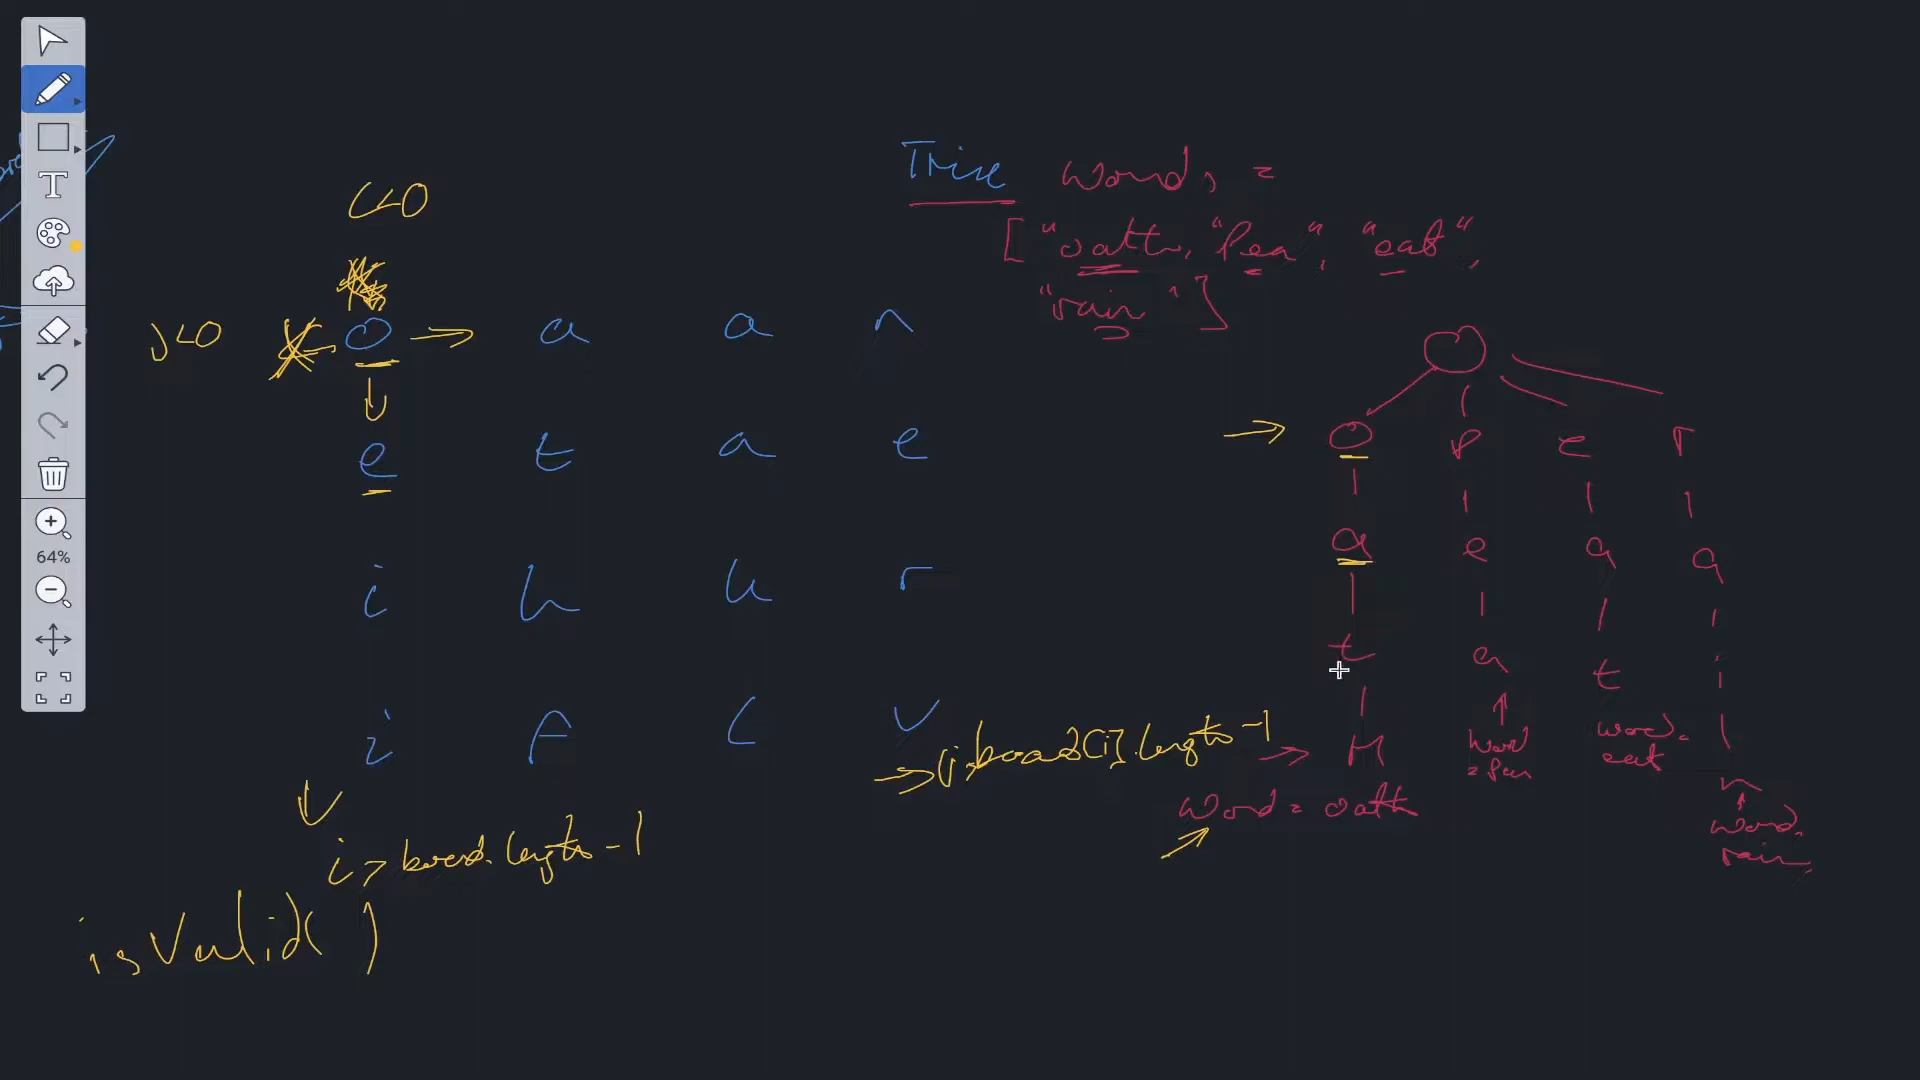 Trie words =
["oath, "Pea", "eat",
"rain"]
i<0
j<0
o a a n
e t a e
i h k r
i f l v
j > board[i].length-1
i > board.length-1
isValid( )
o p e r
a e a a
t a t i
H
word = oath
word = pea
word = eat
n
word = rain
64%